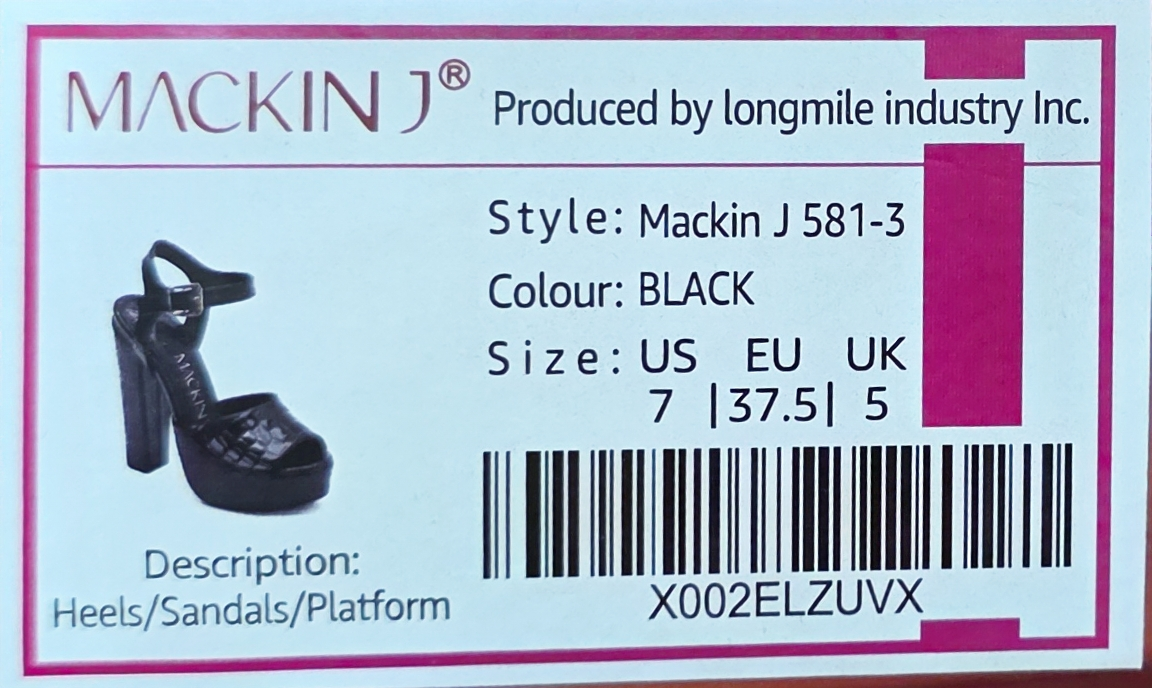 MACKIN J® Produced by longmile industry Inc.
Style: Mackin J 581-3
Colour: BLACK
Size: US EU UK
7 |37.5| 5
MACKIN
X002ELZUVX
Description:
Heels/Sandals/Platform